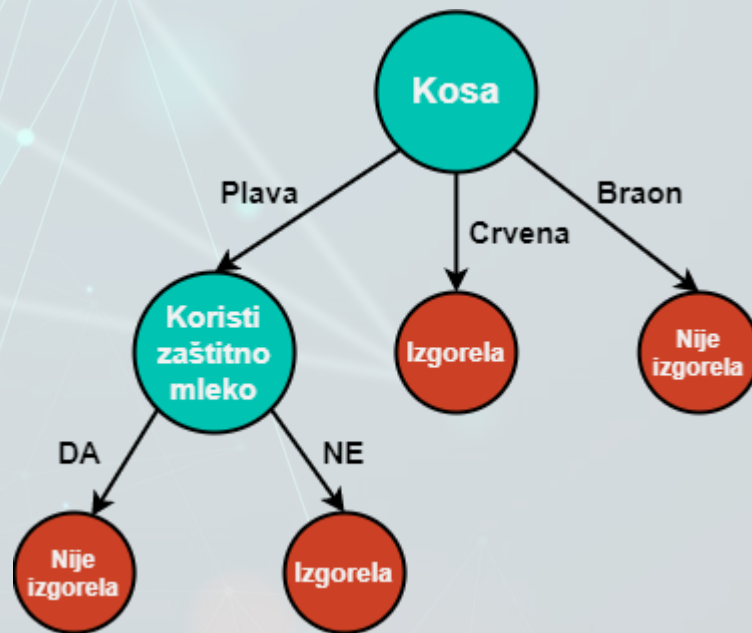 Kosa
Plava
Braon
Crvena
Koristi
zaštitno
mleko
Izgorela
Nije
izgorela
DA
NE
Nije
izgorela
Izgorela